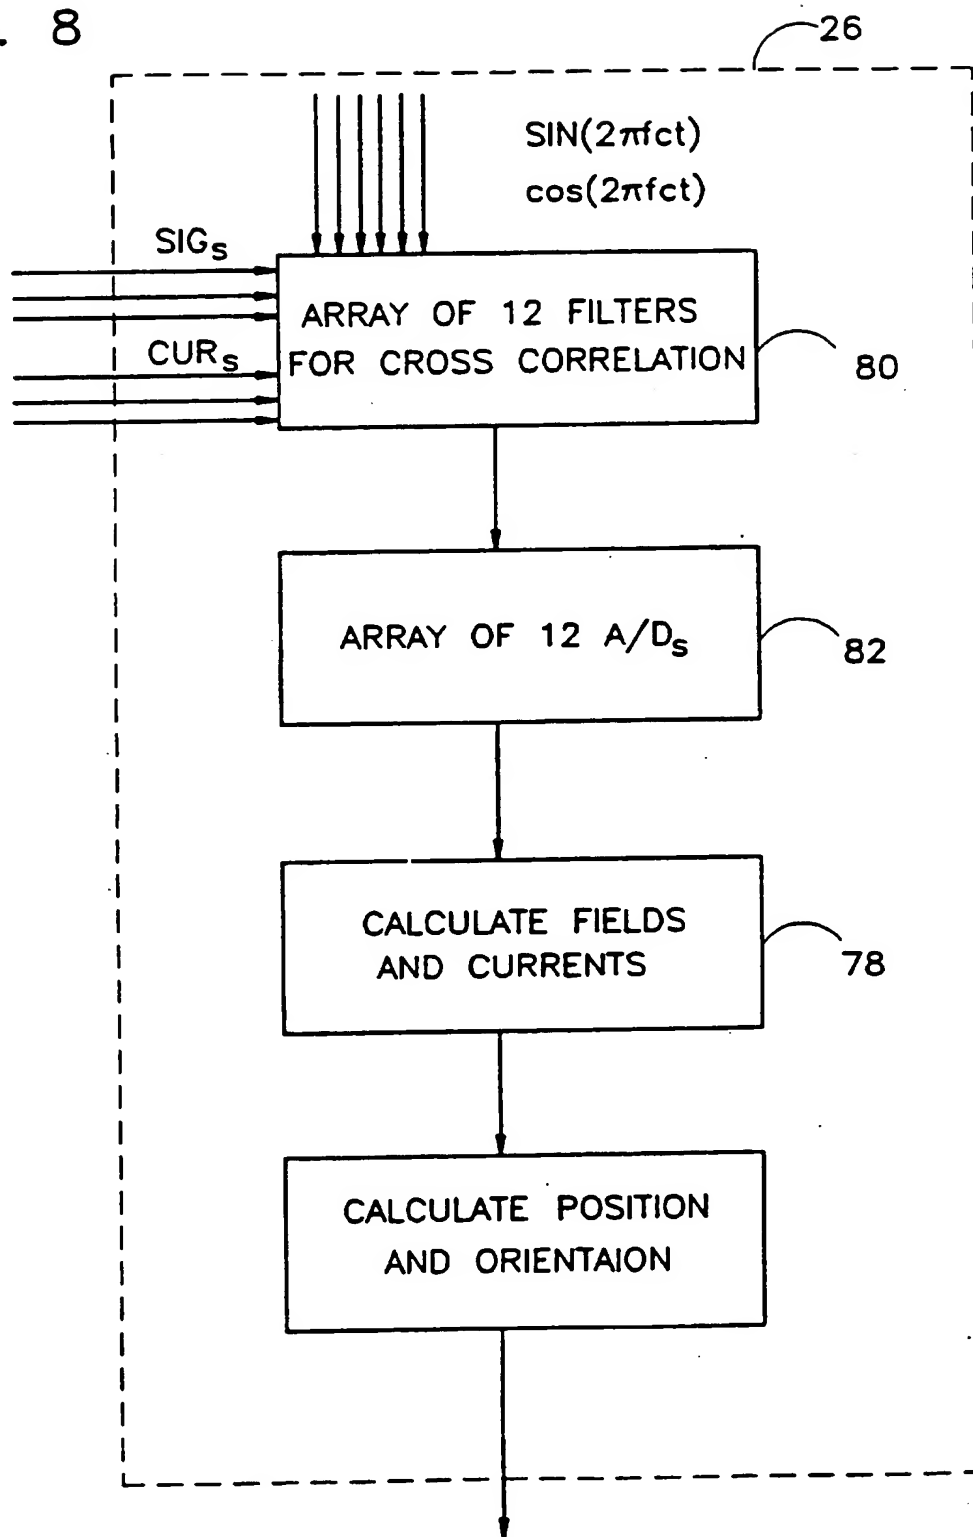 . 8
26
SIN(2πfct)
cos(2πfct)
SIGs
ARRAY OF 12 FILTERS
FOR CROSS CORRELATION
CURs
80
ARRAY OF 12 A/Ds
82
CALCULATE FIELDS
AND CURRENTS
78
CALCULATE POSITION
AND ORIENTAION